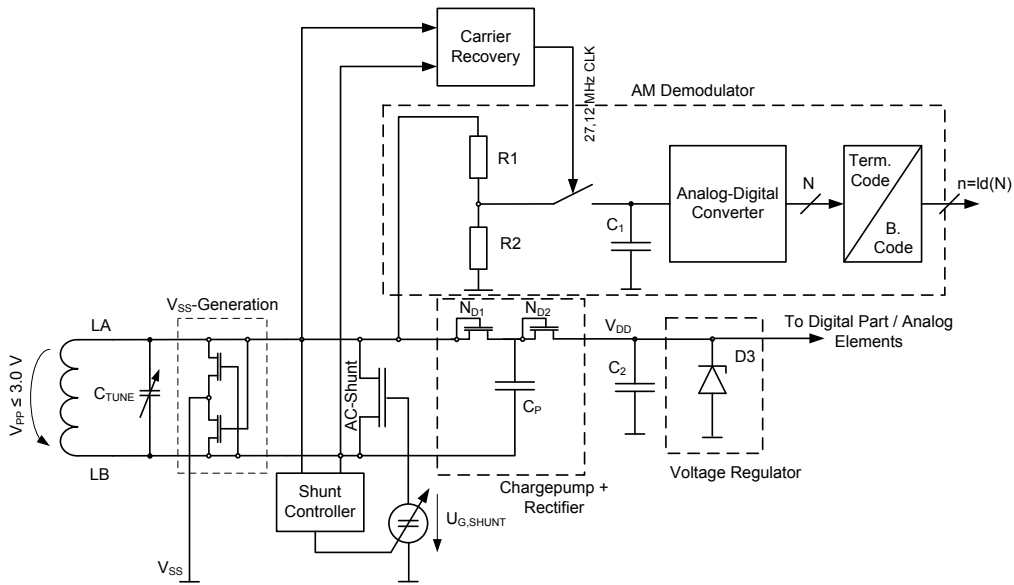 Carrier
Recovery
27,12 MHz CLK
AM Demodulator
R1
R2
C1
Analog-Digital
Converter
N
Term.
Code
B.
Code
n=ld(N)
VSS-Generation
LA
LB
VPP ≤ 3.0 V
CTUNE
AC-Shunt
ND1
ND2
CP
VDD
C2
D3
To Digital Part / Analog
Elements
Voltage Regulator
Chargepump +
Rectifier
Shunt
Controller
UG,SHUNT
VSS